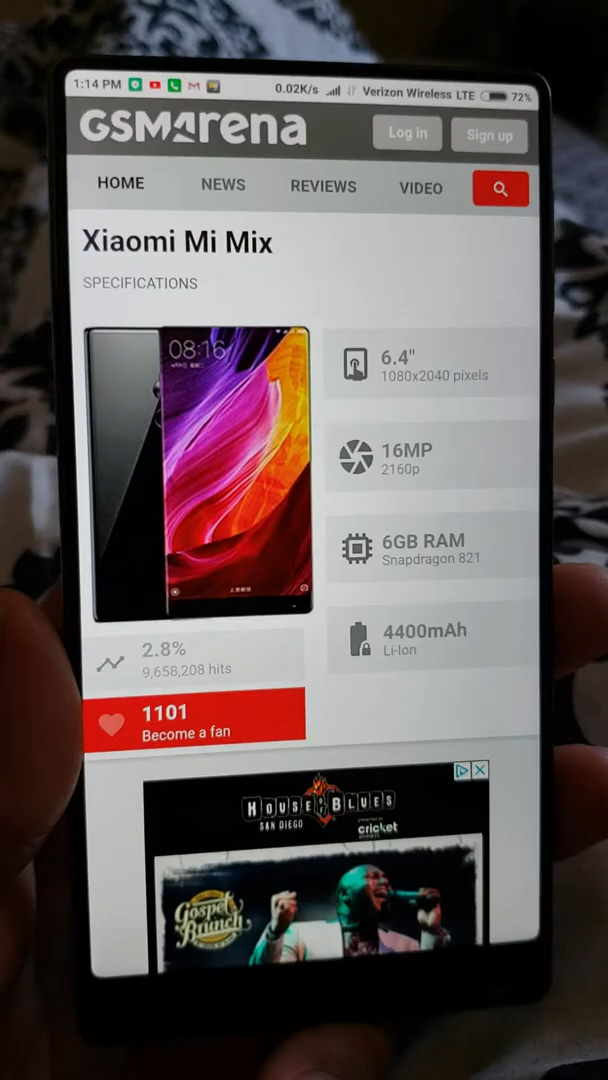 1:14 PM 0.02K/s Verizon Wireless LTE 72%
GSMArena
Log in Sign up
HOME NEWS REVIEWS VIDEO
Xiaomi Mi Mix
SPECIFICATIONS
08:16
6.4"
1080x2040 pixels
16MP
2160p
6GB RAM
Snapdragon 821
4400mAh
Li-Ion
2.8%
9,658,208 hits
1101
Become a fan
HOUSE OF BLUES
SAN DIEGO
presented by
cricket
Gospel
Brunch